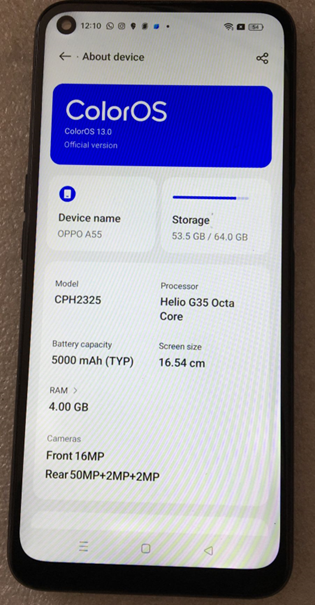 12:10
About device
ColorOS
ColorOS 13.0
Official version
Device name
OPPO A55
Storage
53.5 GB / 64.0 GB
Model
CPH2325
Processor
Helio G35 Octa
Core
Battery capacity
5000 mAh (TYP)
Screen size
16.54 cm
RAM >
4.00 GB
Cameras
Front 16MP
Rear 50MP+2MP+2MP